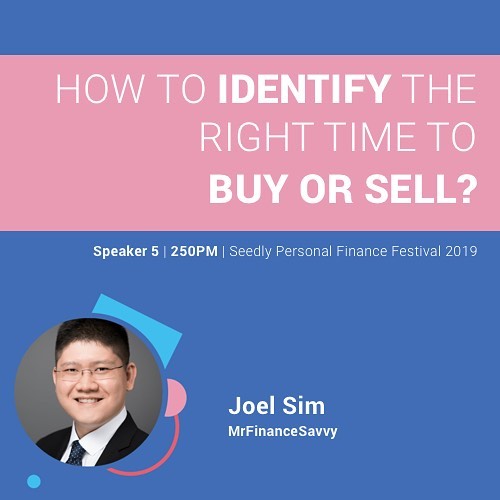 HOW TO IDENTIFY THE
RIGHT TIME TO
BUY OR SELL?
Speaker 5 | 250PM | Seedly Personal Finance Festival 2019
Joel Sim
MrFinanceSavvy